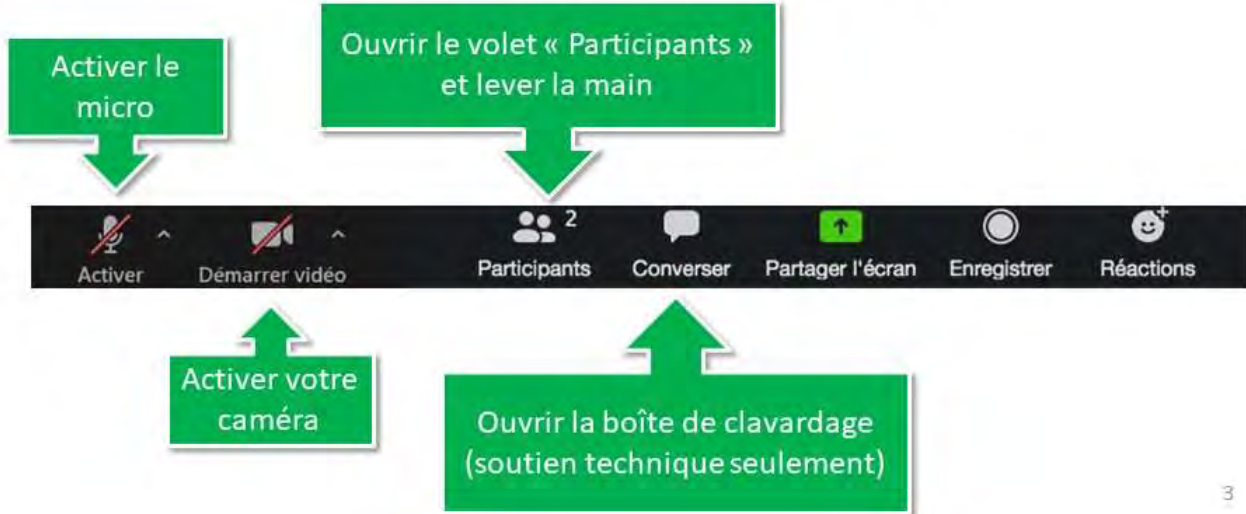 Activer le
micro
Ouvrir le volet « Participants »
et lever la main
2
Activer
Démarrer vidéo
Participants
Converser
Partager l'écran
Enregistrer
Réactions
Activer votre
caméra
Ouvrir la boîte de clavardage
(soutien technique seulement)
3